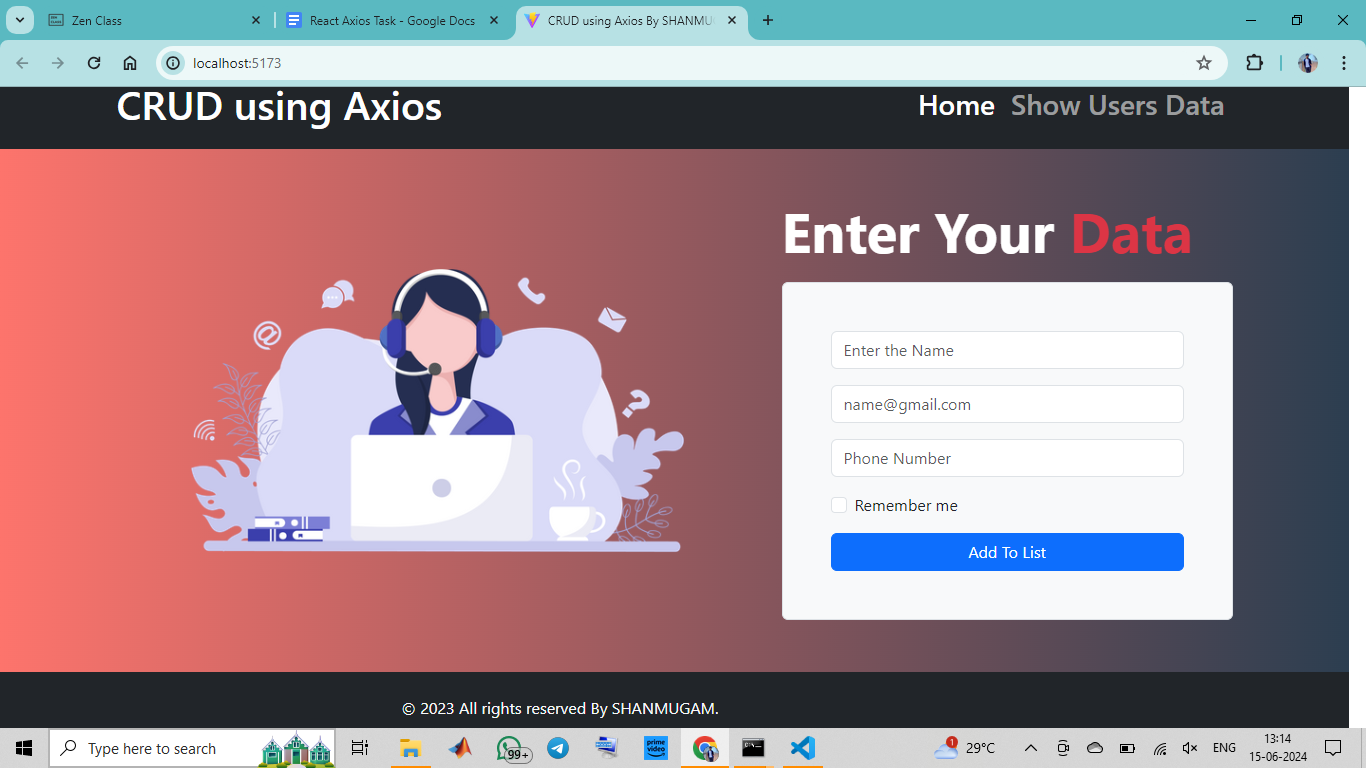 Zen Class
React Axios Task - Google Docs
CRUD using Axios By SHANMUG
localhost:5173
CRUD using Axios
Home Show Users Data
Enter Your Data
Enter the Name
name@gmail.com
Phone Number
Remember me
Add To List
© 2023 All rights reserved By SHANMUGAM.
Type here to search
99+
prime
video
1
29°C
ENG
13:14
15-06-2024